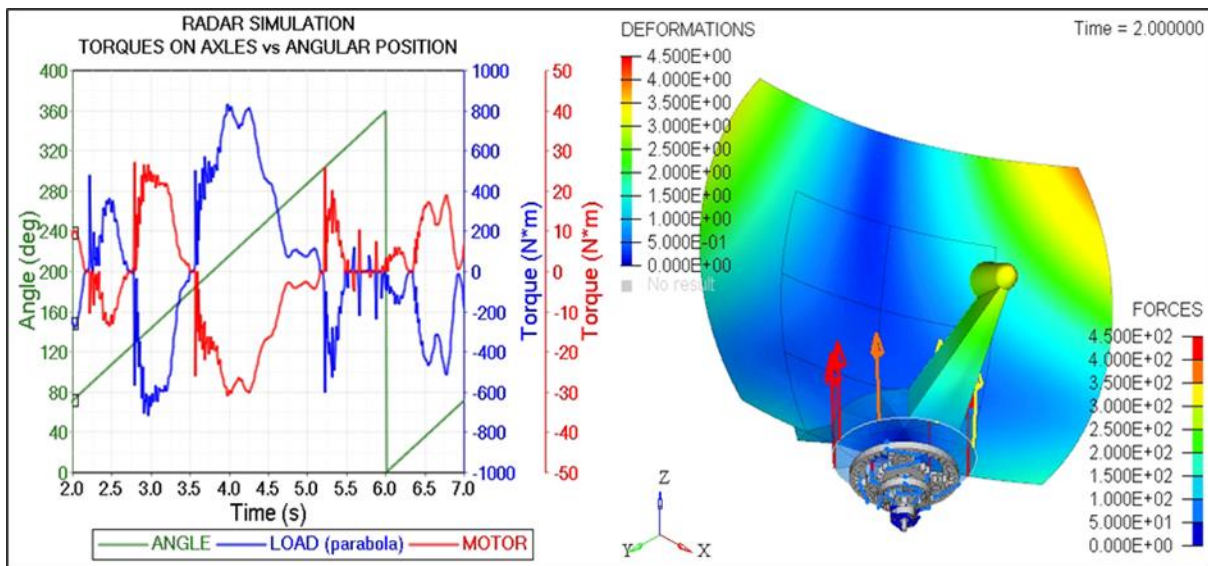 RADAR SIMULATION
TORQUES ON AXLES vs ANGULAR POSITION
400
360
320
280
240
200
160
120
80
40
0
Angle (deg)
1000
800
600
400
200
0
-200
-400
-600
-800
-1000
Torque (N*m)
50
40
30
20
10
0
-10
-20
-30
-40
-50
Torque (N*m)
2.0 2.5 3.0 3.5 4.0 4.5 5.0 5.5 6.0 6.5 7.0
Time (s)
ANGLE LOAD (parabola) MOTOR
DEFORMATIONS
4.500E+00
4.000E+00
3.500E+00
3.000E+00
2.500E+00
2.000E+00
1.500E+00
1.000E+00
5.000E-01
0.000E+00
No result
Time = 2.000000
FORCES
4.500E+02
4.000E+02
3.500E+02
3.000E+02
2.500E+02
2.000E+02
1.500E+02
1.000E+02
5.000E+01
0.000E+00
Z
Y
X